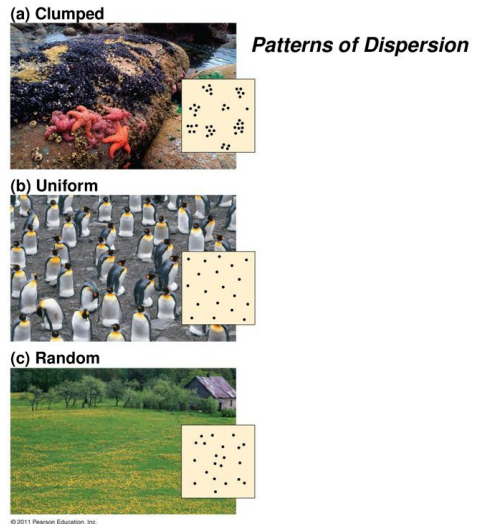 (a) Clumped
Patterns of Dispersion
(b) Uniform
(c) Random
© 2011 Pearson Education, Inc.